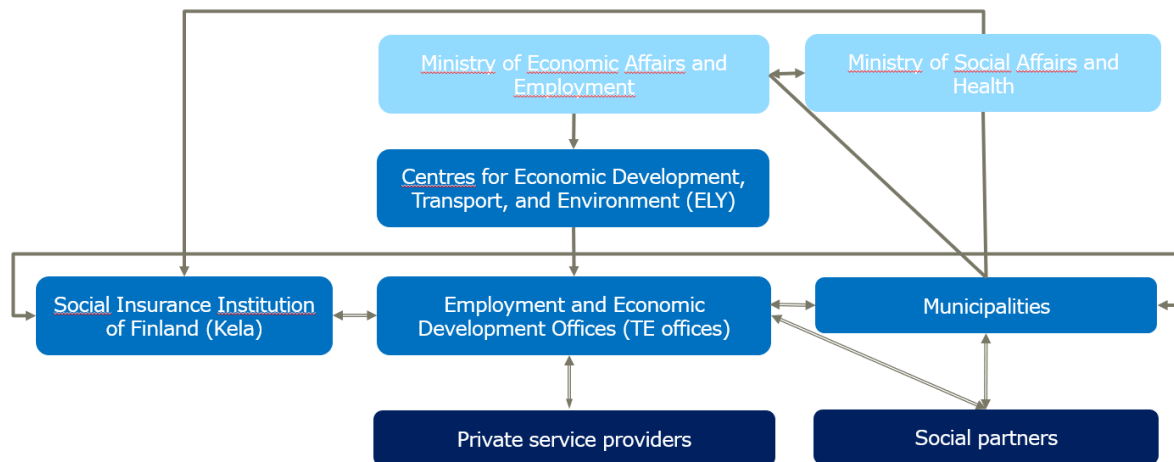 Ministry of Economic Affairs and
Employment
Ministry of Social Affairs and
Health
Centres for Economic Development,
Transport, and Environment (ELY)
Social Insurance Institution
of Finland (Kela)
Employment and Economic
Development Offices (TE offices)
Municipalities
Private service providers
Social partners